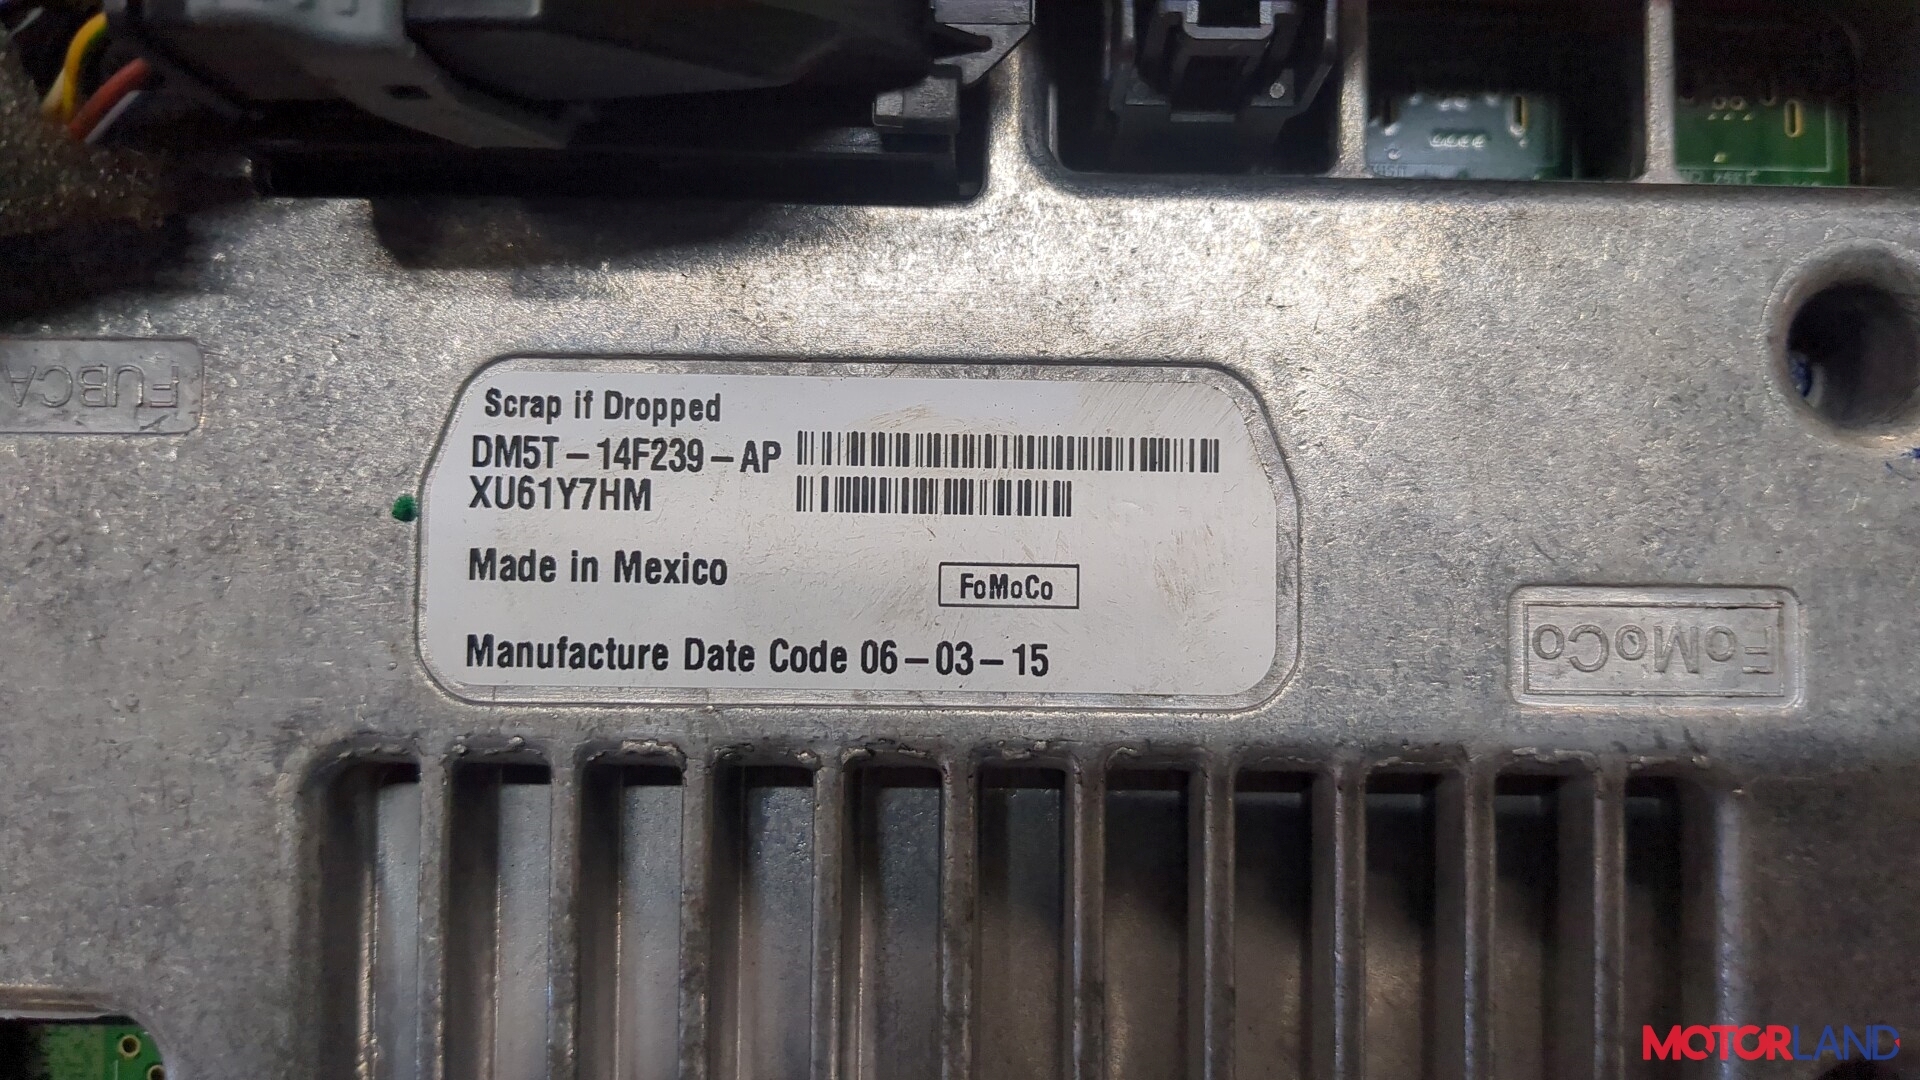 Scrap if Dropped
DM5T-14F239-AP
XU61Y7HM
Made in Mexico
FoMoCo
Manufacture Date Code 06-03-15
FUBCA
FoMoCo
MOTORLAND